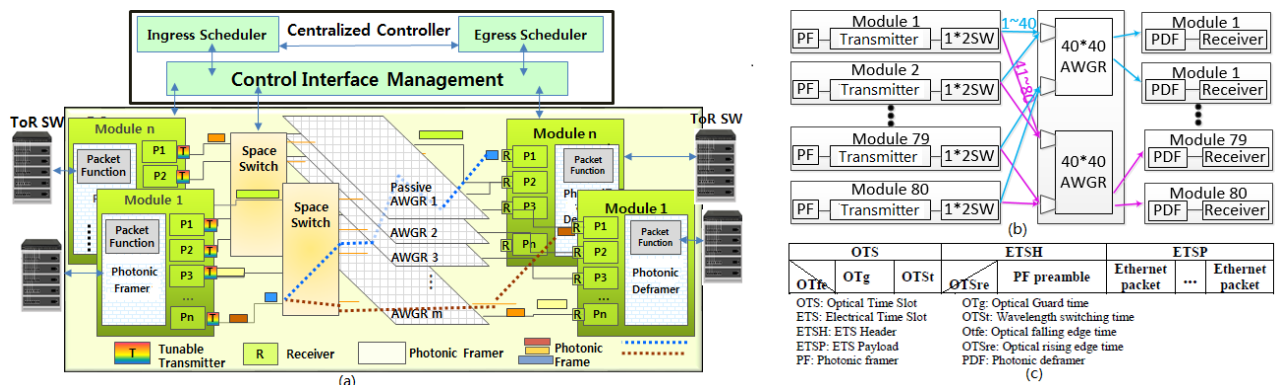 Ingress Scheduler
Centralized Controller
Egress Scheduler
Control Interface Management
ToR SW
Module n
Packet Function
P1
T
P2
T
Module 1
Packet Function
Photonic Framer
P1
T
P2
T
P3
T
...
Pn
T
Space Switch
Space Switch
Passive AWGR 1
AWGR 2
AWGR 3
AWGR m
Module n
R
P1
R
P2
R
P3
R
Pn
Packet Function
ToR SW
Module 1
R
P1
R
P2
R
P3
...
R
Pn
Packet Function
Photonic Deframer
T
Tunable Transmitter
R
Receiver
Photonic Framer
Photonic Frame
(a)
Module 1
PF
Transmitter
1*2SW
Module 2
PF
Transmitter
1*2SW
Module 79
PF
Transmitter
1*2SW
Module 80
PF
Transmitter
1*2SW
1~40
41~80
40*40 AWGR
40*40 AWGR
Module 1
PDF
Receiver
Module 1
PDF
Receiver
Module 79
PDF
Receiver
Module 80
PDF
Receiver
(b)
OTS ETSH ETSP
OTfe OTg OTSt OTSre PF preamble Ethernet packet ... Ethernet packet
OTS: Optical Time Slot OTg: Optical Guard time
ETS: Electrical Time Slot OTSt: Wavelength switching time
ETSH: ETS Header Otfe: Optical falling edge time
ETSP: ETS Payload OTSre: Optical rising edge time
PF: Photonic framer PDF: Photonic deframer
(c)